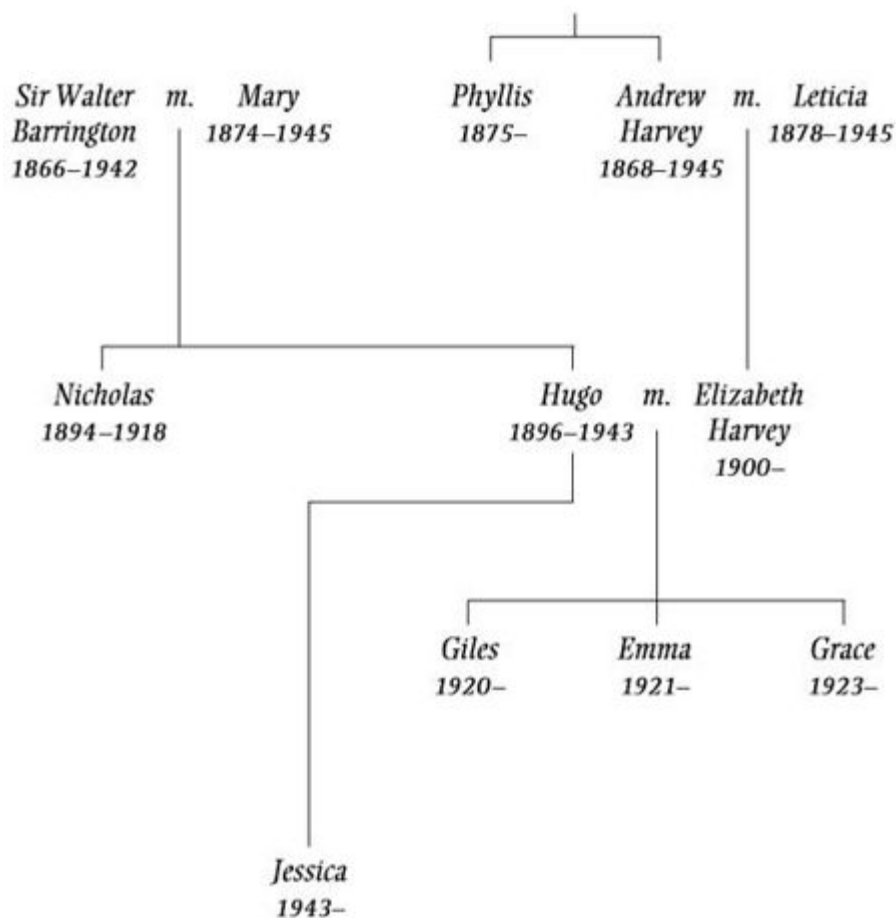 Sir Walter m. Mary Phyllis Andrew m. Leticia
Barrington 1874–1945 1875– Harvey 1878–1945
1866–1942 1868–1945
Nicholas Hugo m. Elizabeth
1894–1918 1896–1943 Harvey
1900–
Giles Emma Grace
1920– 1921– 1923–
Jessica
1943–